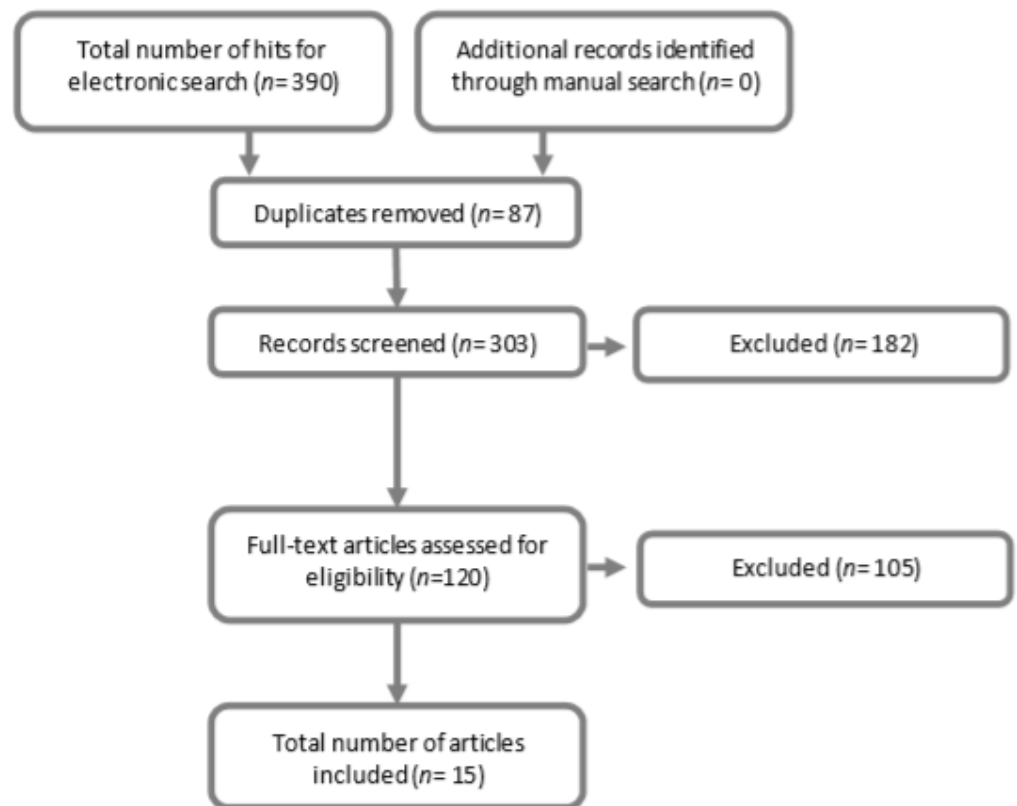 Total number of hits for
electronic search (n= 390)
Additional records identified
through manual search (n= 0)
Duplicates removed (n= 87)
Records screened (n= 303)
Excluded (n= 182)
Full-text articles assessed for
eligibility (n=120)
Excluded (n= 105)
Total number of articles
included (n= 15)